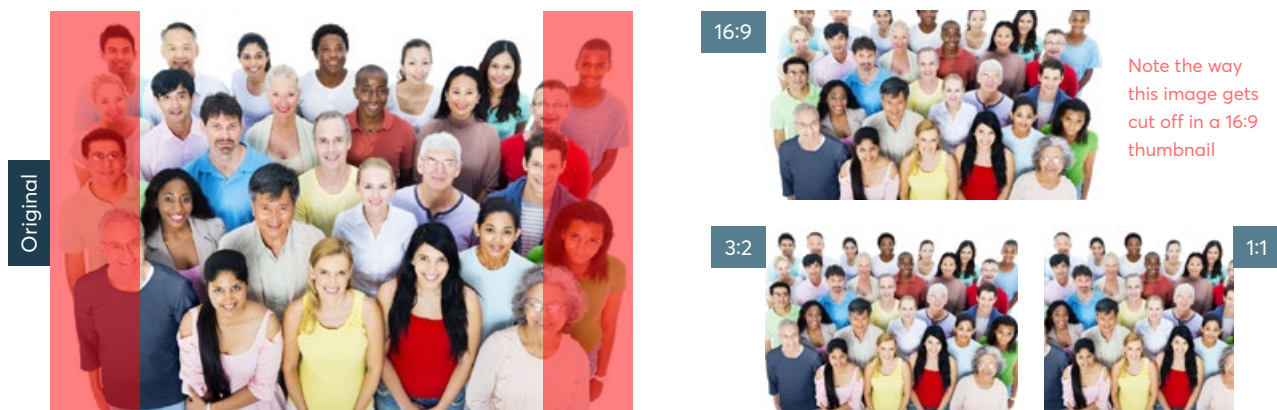 Original
16:9
Note the way
this image gets
cut off in a 16:9
thumbnail
3:2
1:1